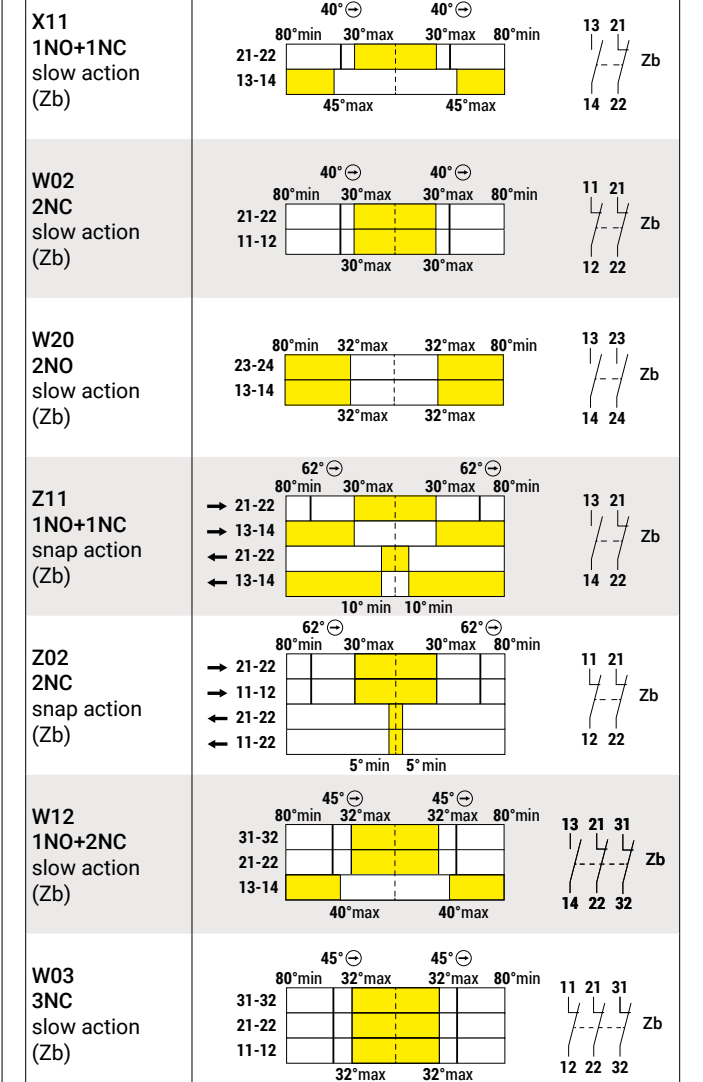 X11
1NO+1NC
slow action
(Zb)
40° 40°
80°min 30°max 30°max 80°min
21-22
13-14
45°max 45°max
13 21
Zb
14 22
W02
2NC
slow action
(Zb)
40° 40°
80°min 30°max 30°max 80°min
21-22
11-12
30°max 30°max
11 21
Zb
12 22
W20
2NO
slow action
(Zb)
80°min 32°max 32°max 80°min
23-24
13-14
32°max 32°max
13 23
Zb
14 24
Z11
1NO+1NC
snap action
(Zb)
62° 62°
80°min 30°max 30°max 80°min
→ 21-22
→ 13-14
← 21-22
← 13-14
10° min 10° min
13 21
Zb
14 22
Z02
2NC
snap action
(Zb)
62° 62°
80°min 30°max 30°max 80°min
→ 21-22
→ 11-12
← 21-22
← 11-22
5° min 5° min
11 21
Zb
12 22
W12
1NO+2NC
slow action
(Zb)
45° 45°
80°min 32°max 32°max 80°min
31-32
21-22
13-14
40°max 40°max
13 21 31
Zb
14 22 32
W03
3NC
slow action
(Zb)
45° 45°
80°min 32°max 32°max 80°min
31-32
21-22
11-12
32°max 32°max
11 21 31
Zb
12 22 32